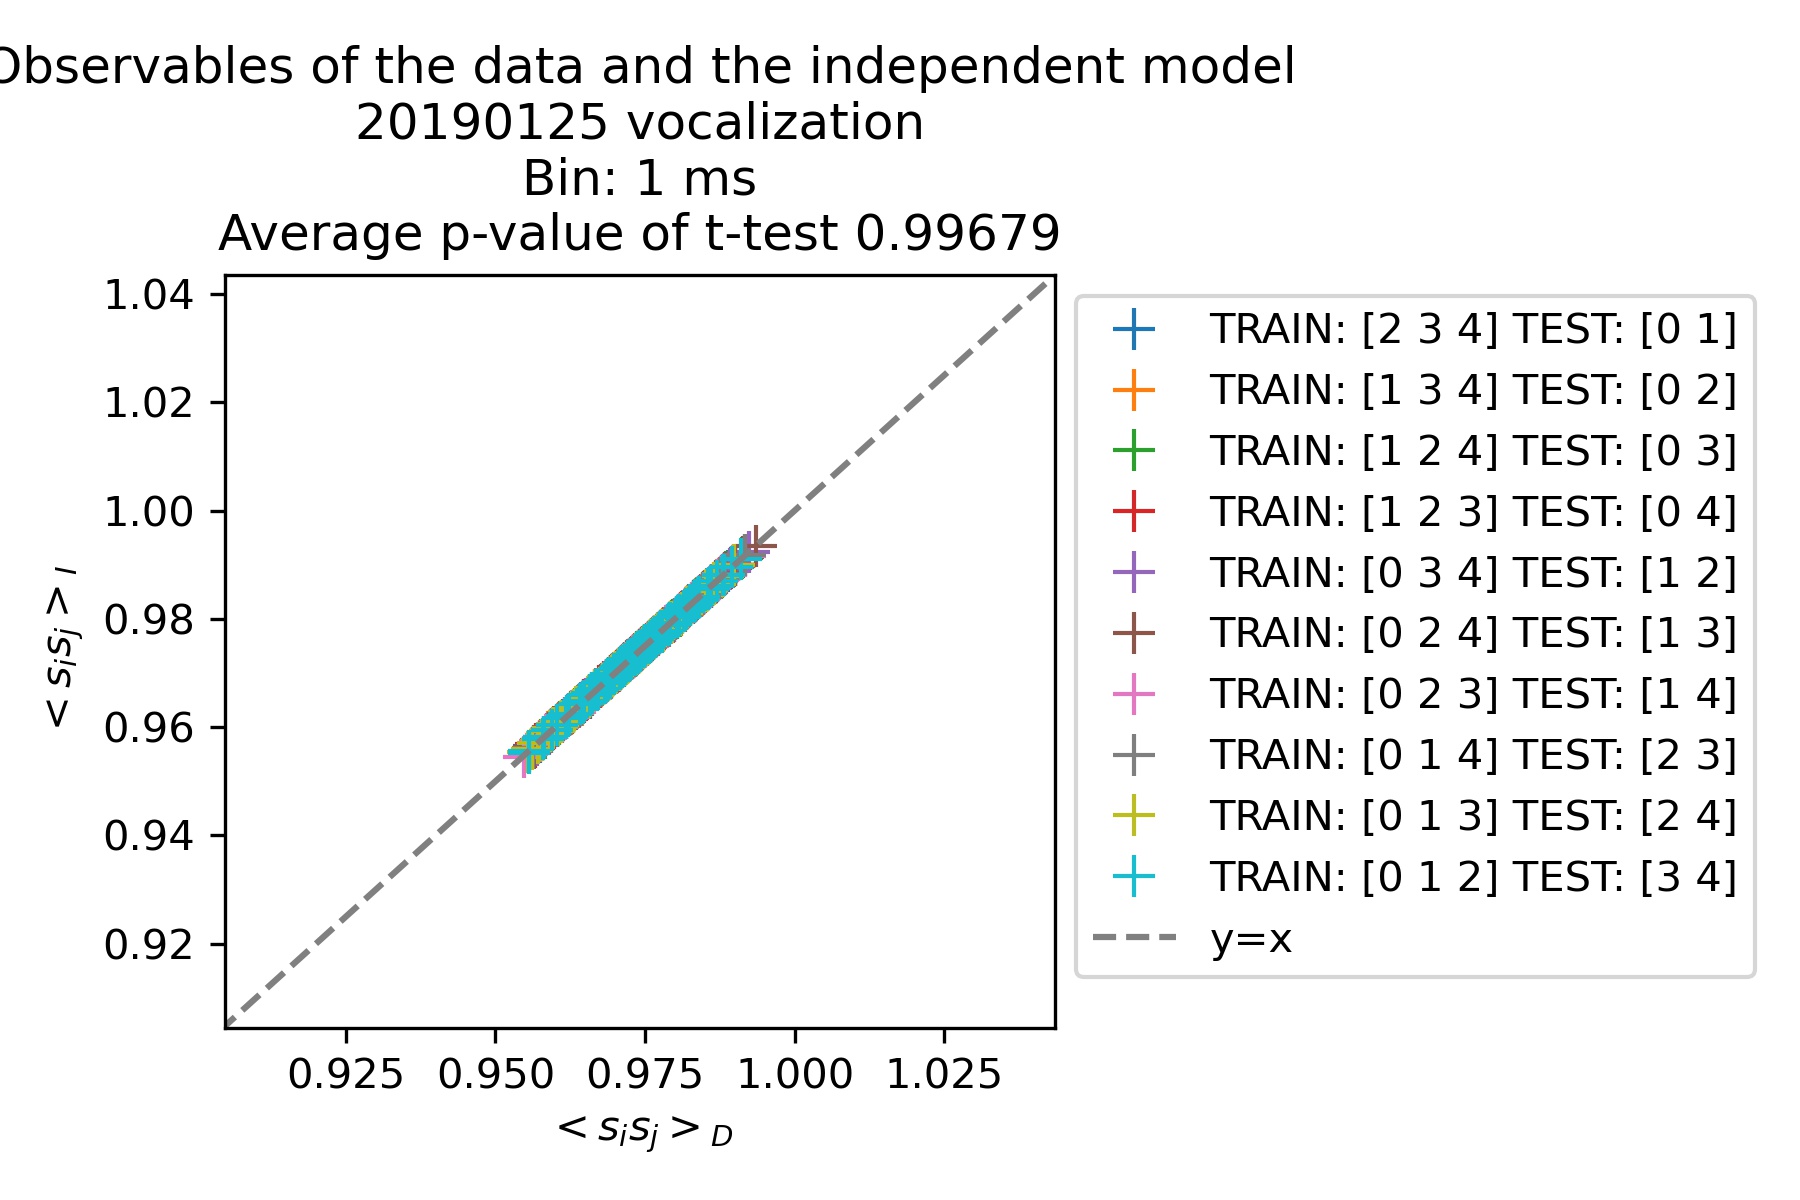 Observables of the data and the independent model
20190125 vocalization
Bin: 1 ms
Average p-value of t-test 0.99679
1.04
1.02
1.00
0.98
0.96
0.94
0.92
< s_i s_j >_I
0.925 0.950 0.975 1.000 1.025
< s_i s_j >_D
TRAIN: [2 3 4] TEST: [0 1]
TRAIN: [1 3 4] TEST: [0 2]
TRAIN: [1 2 4] TEST: [0 3]
TRAIN: [1 2 3] TEST: [0 4]
TRAIN: [0 3 4] TEST: [1 2]
TRAIN: [0 2 4] TEST: [1 3]
TRAIN: [0 2 3] TEST: [1 4]
TRAIN: [0 1 4] TEST: [2 3]
TRAIN: [0 1 3] TEST: [2 4]
TRAIN: [0 1 2] TEST: [3 4]
y=x